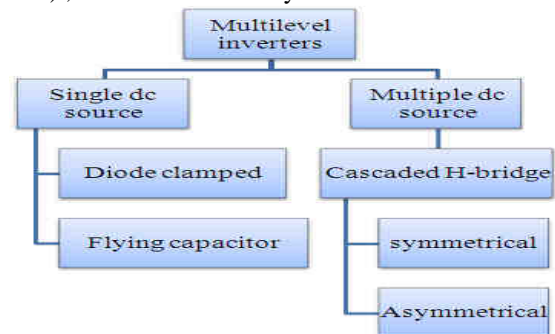 Multilevel
inverters
Single dc
source
Multiple dc
source
Diode clamped
Cascaded H-bridge
Flying capacitor
symmetrical
Asymmetrical